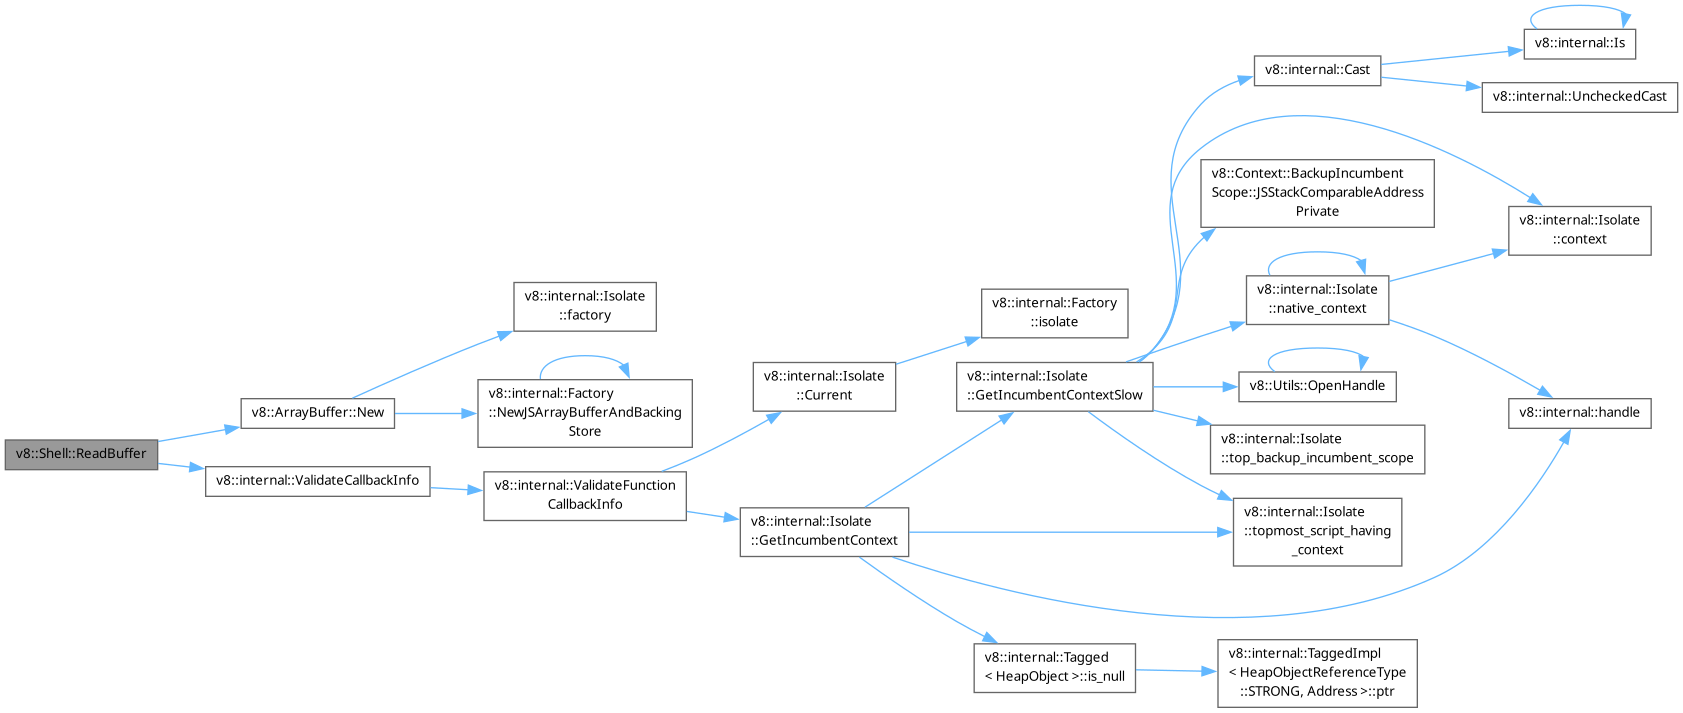 v8::Shell::ReadBuffer
v8::ArrayBuffer::New
v8::internal::ValidateCallbackInfo
v8::internal::Isolate
::factory
v8::internal::Factory
::NewJSArrayBufferAndBacking
Store
v8::internal::ValidateFunction
CallbackInfo
v8::internal::Isolate
::Current
v8::internal::Isolate
::GetIncumbentContext
v8::internal::Factory
::isolate
v8::internal::Isolate
::GetIncumbentContextSlow
v8::internal::Tagged
< HeapObject >::is_null
v8::internal::Cast
v8::Context::BackupIncumbent
Scope::JSStackComparableAddress
Private
v8::internal::Isolate
::native_context
v8::Utils::OpenHandle
v8::internal::Isolate
::top_backup_incumbent_scope
v8::internal::Isolate
::topmost_script_having
_context
v8::internal::TaggedImpl
< HeapObjectReferenceType
::STRONG, Address >::ptr
v8::internal::Is
v8::internal::UncheckedCast
v8::internal::Isolate
::context
v8::internal::handle